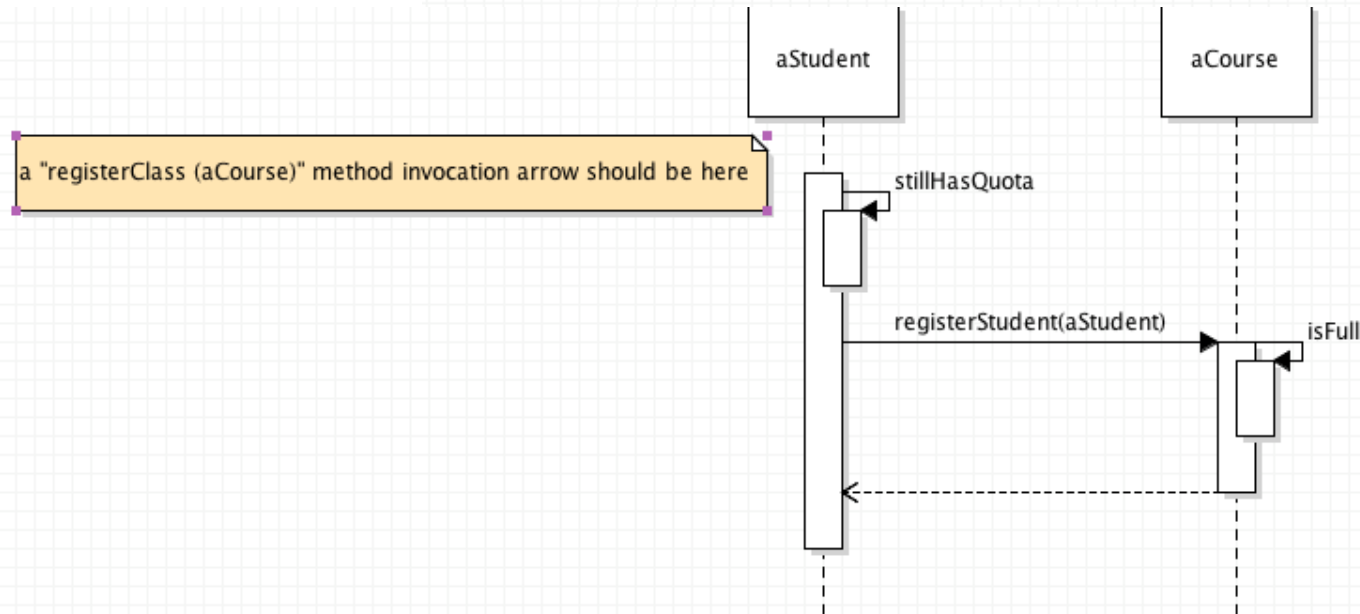 aStudent
aCourse
a "registerClass (aCourse)" method invocation arrow should be here
stillHasQuota
registerStudent(aStudent)
isFull